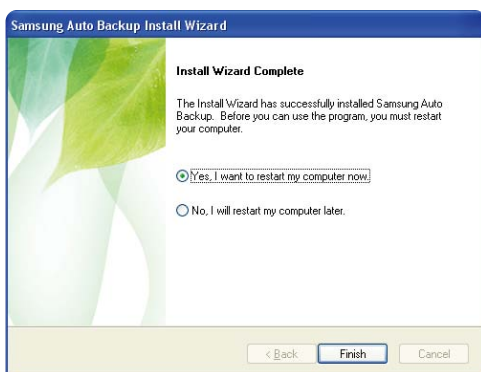 Samsung Auto Backup Install Wizard
Install Wizard Complete
The Install Wizard has successfully installed Samsung Auto
Backup. Before you can use the program, you must restart
your computer.
Yes, I want to restart my computer now.
No, I will restart my computer later.
< Back Finish Cancel